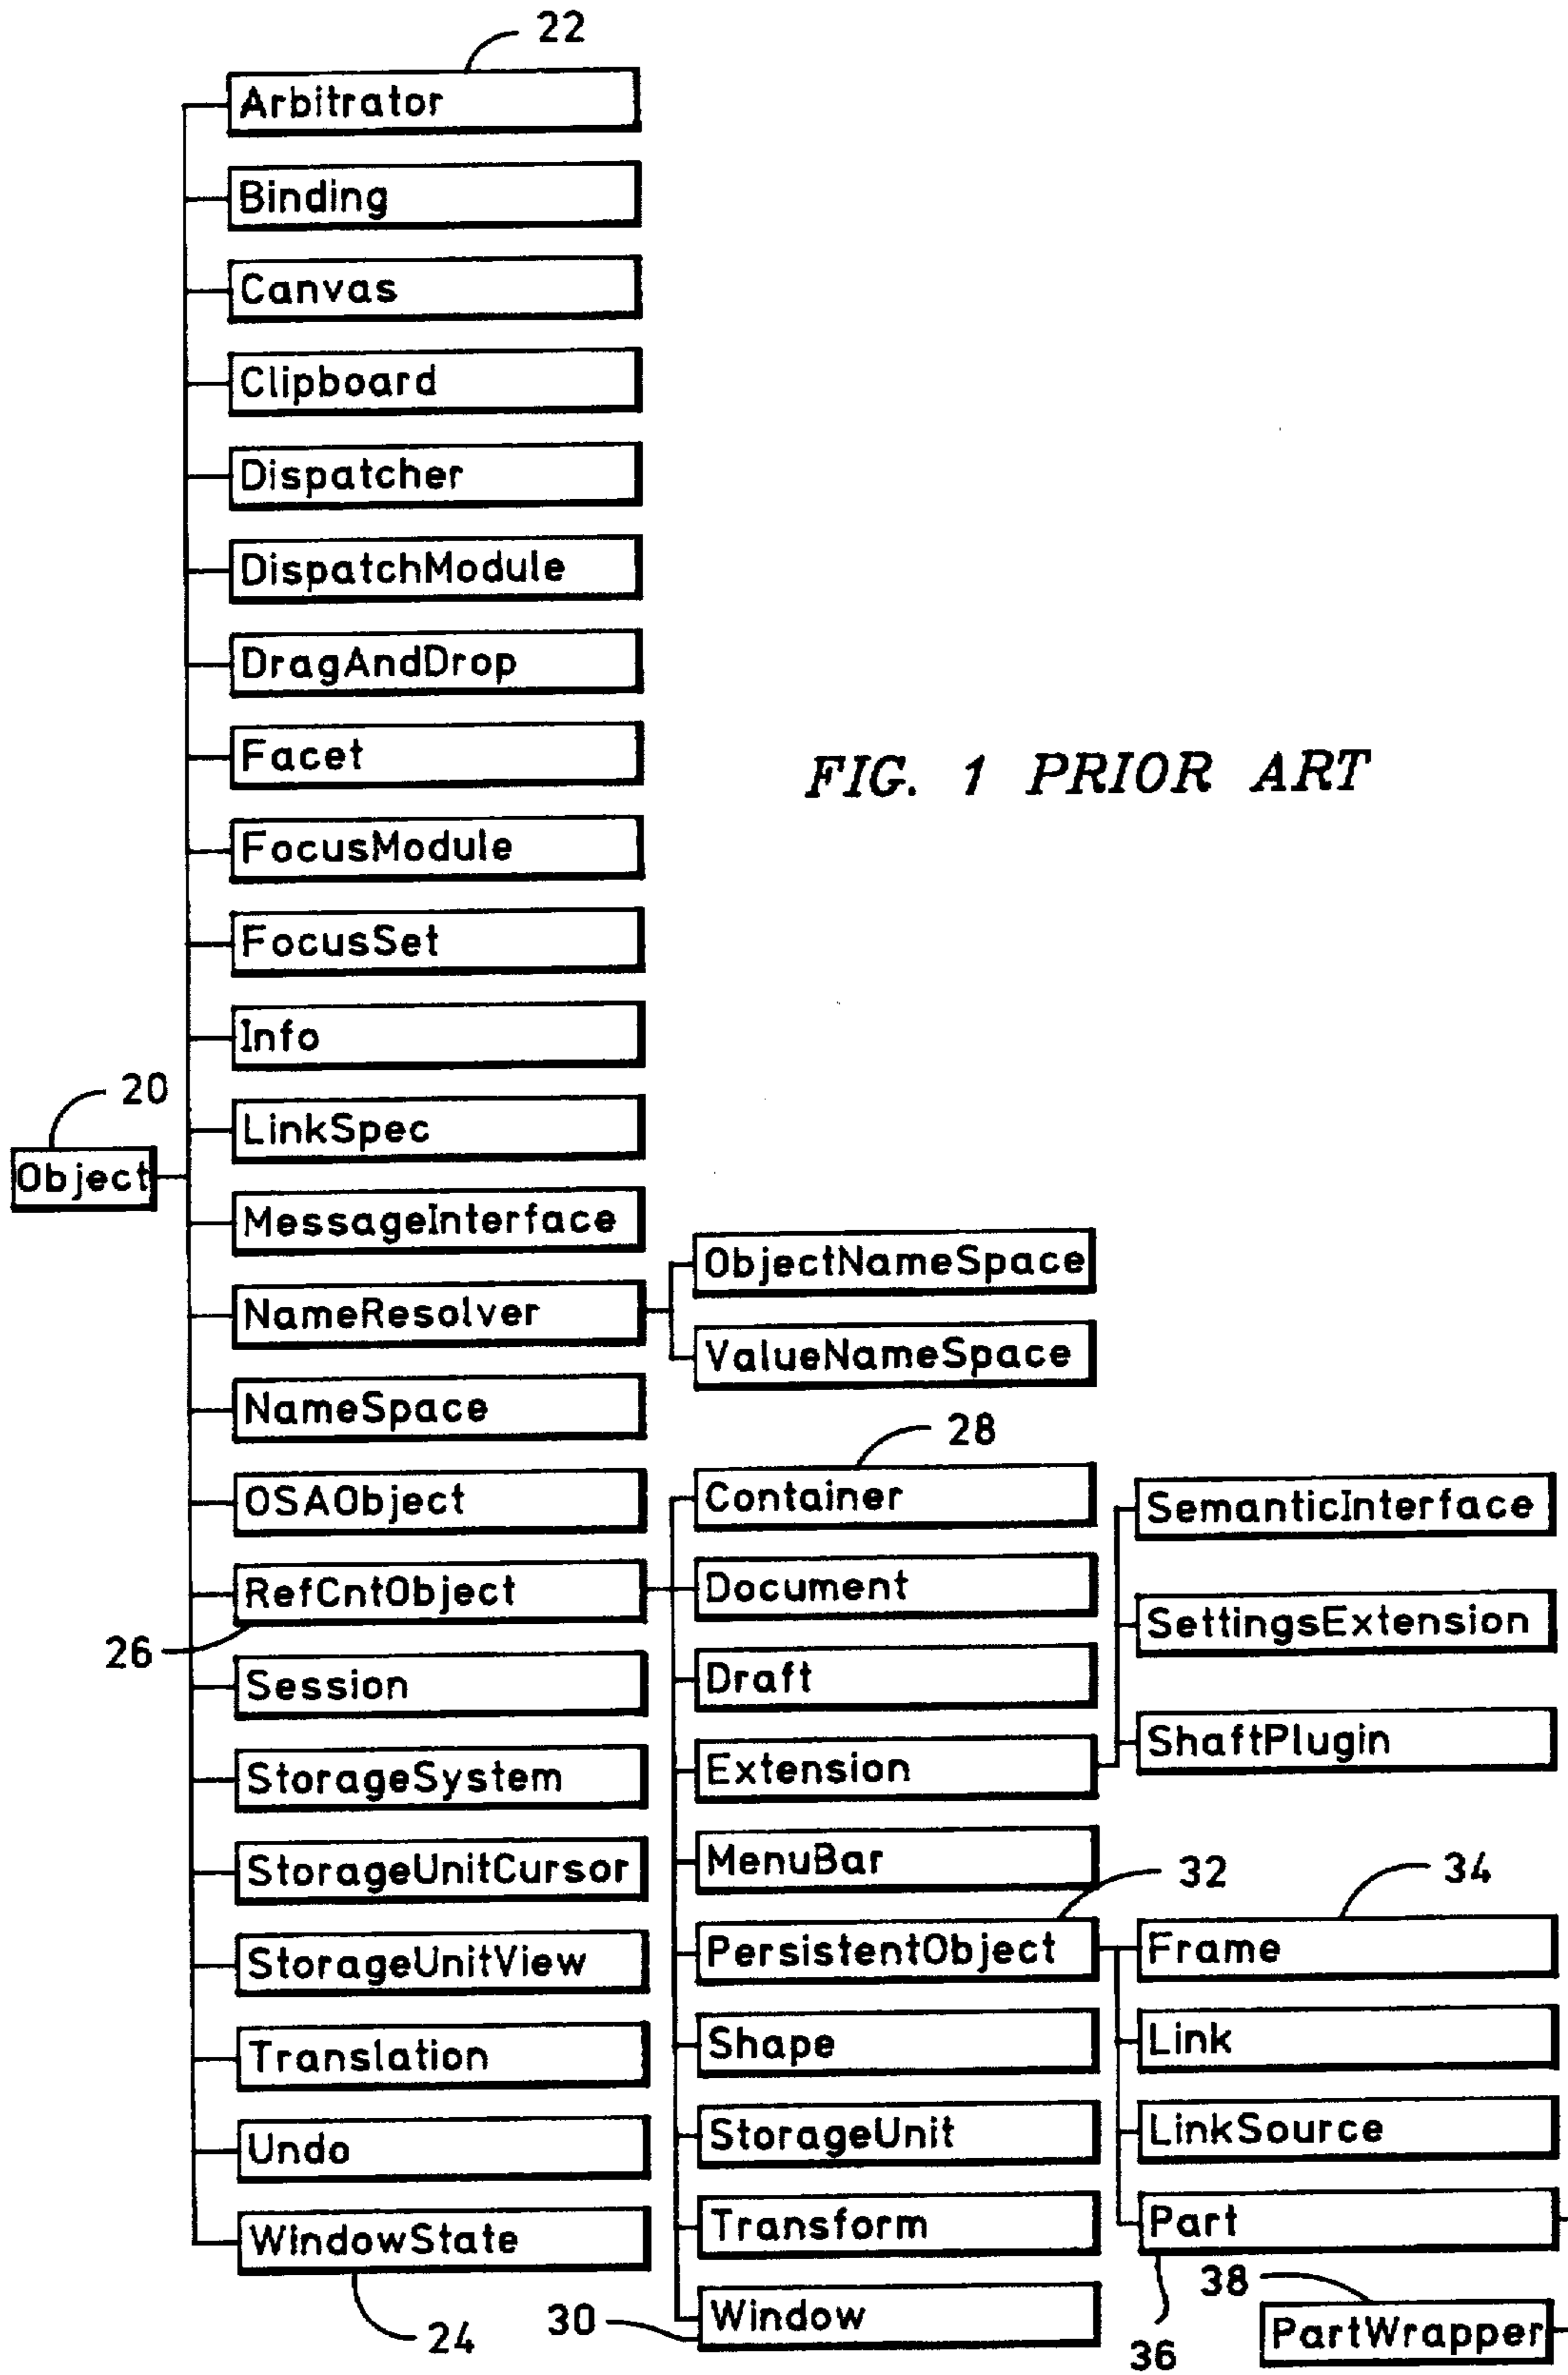 22
Arbitrator
Binding
Canvas
Clipboard
Dispatcher
DispatchModule
DragAndDrop
Facet
FIG. 1 PRIOR ART
FocusModule
FocusSet
Info
20
LinkSpec
Object
MessageInterface
ObjectNameSpace
NameResolver
ValueNameSpace
NameSpace
28
Container
SemanticInterface
OSAObject
RefCntObject
Document
SettingsExtension
26
Session
Draft
ShaftPlugin
StorageSystem
Extension
StorageUnitCursor
MenuBar
32
34
StorageUnitView
PersistentObject
Frame
Translation
Shape
Link
Undo
StorageUnit
LinkSource
WindowState
Transform
Part
38
24
30
Window
36
PartWrapper